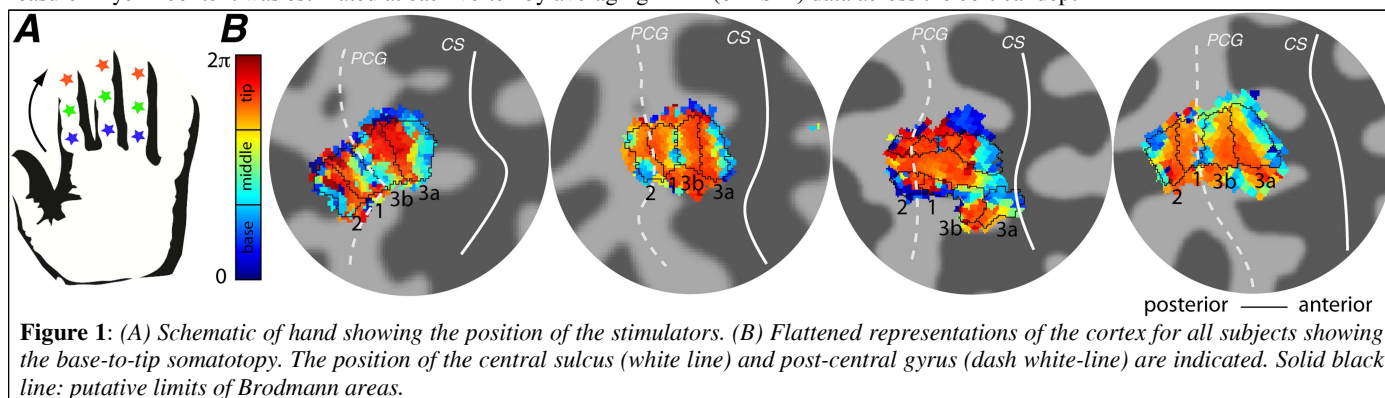 A
B
2π
tip
middle
base
0
PCG
CS
2
1
3b
3a
PCG
CS
2
1
3b
3a
PCG
CS
2
1
3b
3a
PCG
CS
2
1
3b
3a
posterior —— anterior
Figure 1: (A) Schematic of hand showing the position of the stimulators. (B) Flattened representations of the cortex for all subjects showing
the base-to-tip somatotopy. The position of the central sulcus (white line) and post-central gyrus (dash white-line) are indicated. Solid black
line: putative limits of Brodmann areas.